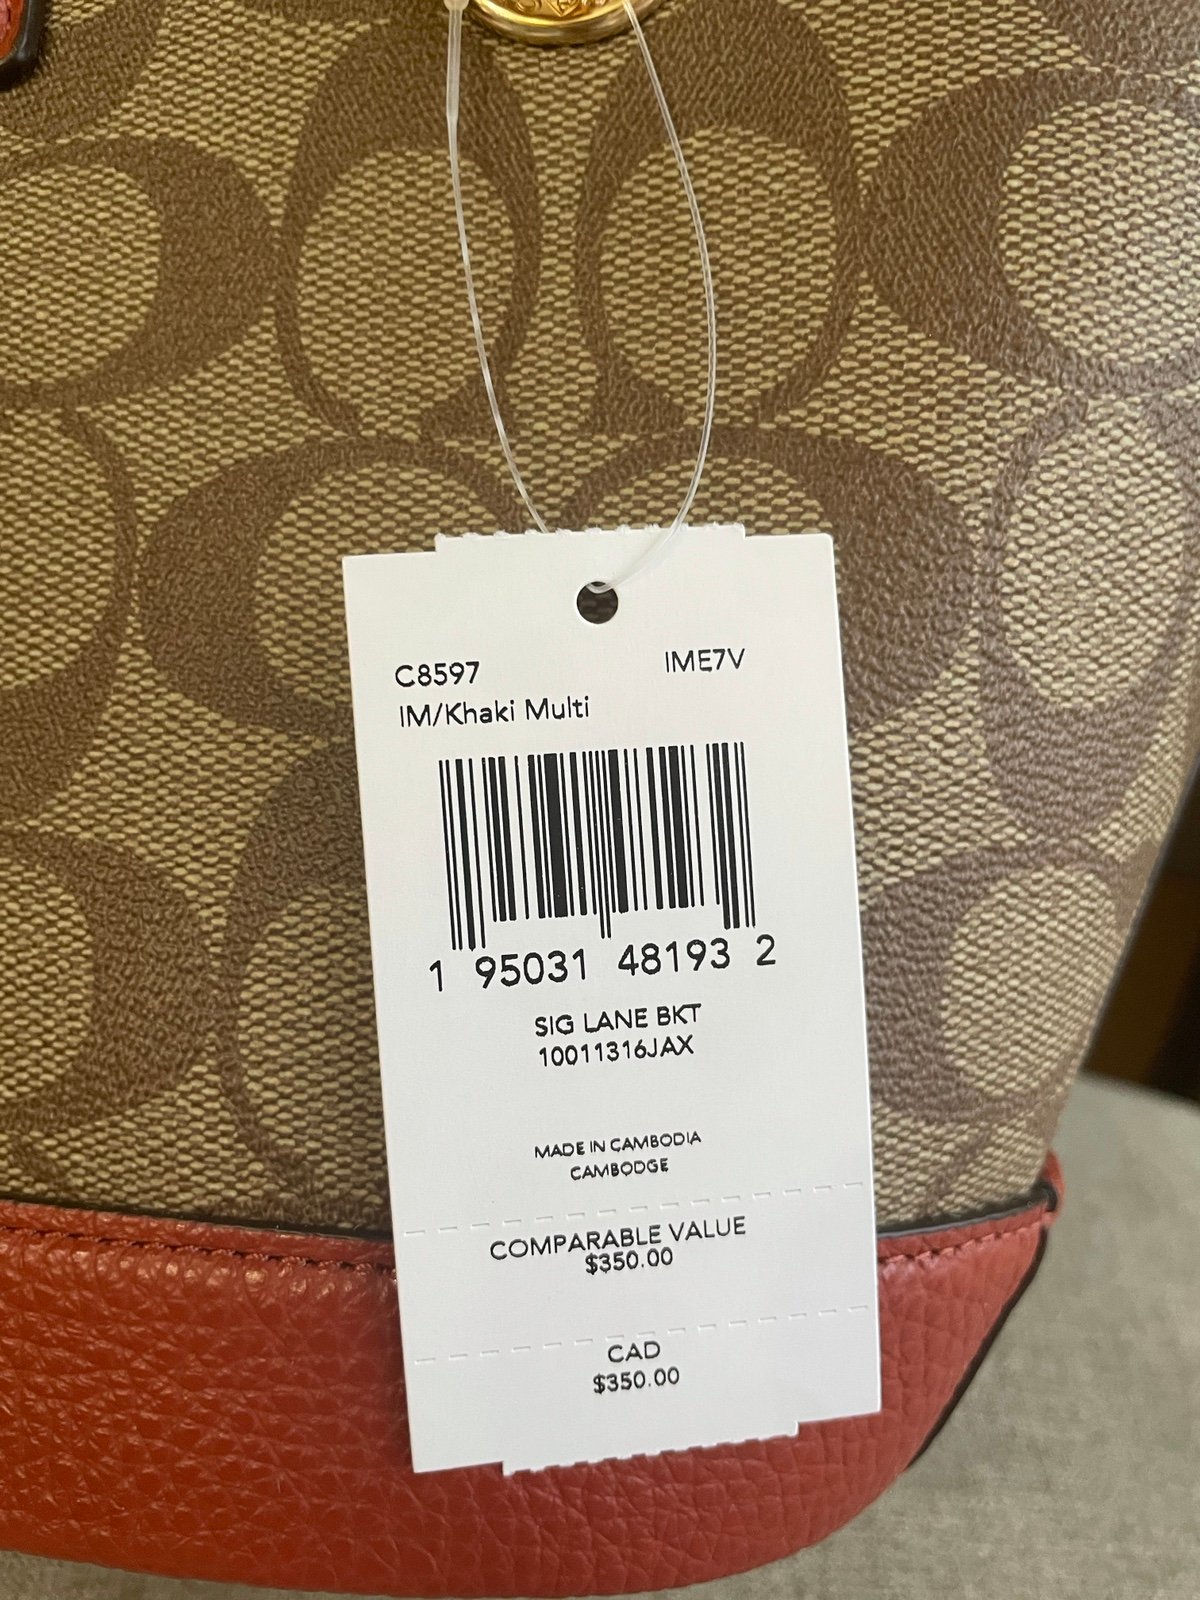 C8597 IME7V
IM/Khaki Multi
1 95031 48193 2
SIG LANE BKT
10011316JAX
MADE IN CAMBODIA
CAMBODGE
COMPARABLE VALUE
$350.00
CAD
$350.00